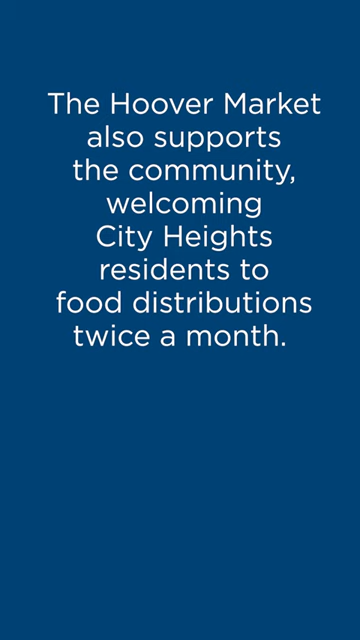 The Hoover Market
also supports
the community,
welcoming
City Heights
residents to
food distributions
twice a month.